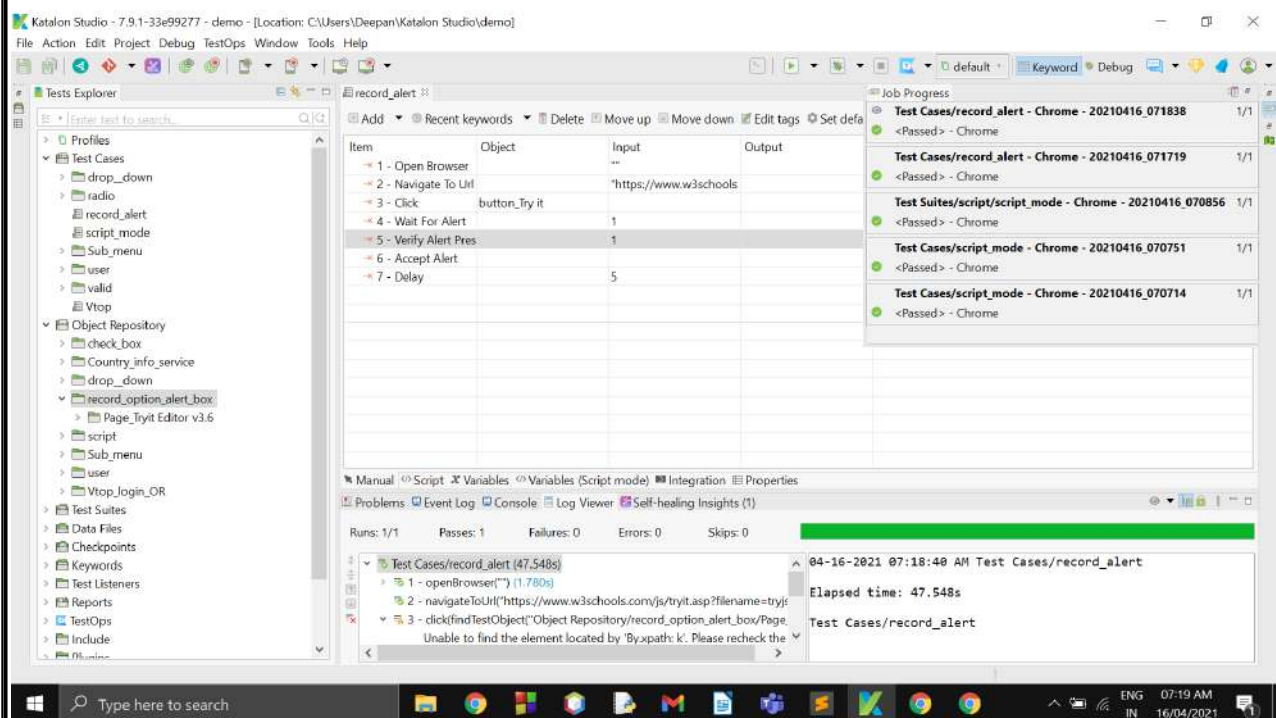 Katalon Studio - 7.9.1-33e99277 - demo - [Location: C:\Users\Deepan\Katalon Studio\demo]
File Action Edit Project Debug TestOps Window Tools Help
default Keyword Debug
Tests Explorer
Enter text to search...
Profiles
Test Cases
drop__down
radio
record_alert
script_mode
Sub_menu
user
valid
Vtop
Object Repository
check_box
Country_info_service
drop__down
record_option_alert_box
Page_Tryit Editor v3.6
script
Sub_menu
user
Vtop_login_OR
Test Suites
Data Files
Checkpoints
Keywords
Test Listeners
Reports
TestOps
Include
Plugins
record_alert
Add Recent keywords Delete Move up Move down Edit tags Set defa
Item Object Input Output
1 - Open Browser ""
2 - Navigate To Url "https://www.w3schools
3 - Click button_Try it
4 - Wait For Alert 1
5 - Verify Alert Pres 1
6 - Accept Alert
7 - Delay 5
Job Progress
Test Cases/record_alert - Chrome - 20210416_071838 1/1
<Passed> - Chrome
Test Cases/record_alert - Chrome - 20210416_071719 1/1
<Passed> - Chrome
Test Suites/script/script_mode - Chrome - 20210416_070856 1/1
<Passed> - Chrome
Test Cases/script_mode - Chrome - 20210416_070751 1/1
<Passed> - Chrome
Test Cases/script_mode - Chrome - 20210416_070714 1/1
<Passed> - Chrome
Manual Script Variables Variables (Script mode) Integration Properties
Problems Event Log Console Log Viewer Self-healing Insights (1)
Runs: 1/1 Passes: 1 Failures: 0 Errors: 0 Skips: 0
Test Cases/record_alert (47.548s)
1 - openBrowser("") (1.780s)
2 - navigateToUrl("https://www.w3schools.com/js/tryit.asp?filename=tryjs
3 - click(findTestObject("Object Repository/record_option_alert_box/Page_
Unable to find the element located by 'By.xpath: k'. Please recheck the
04-16-2021 07:18:40 AM Test Cases/record_alert
Elapsed time: 47.548s
Test Cases/record_alert
Type here to search
ENG 07:19 AM
IN 16/04/2021